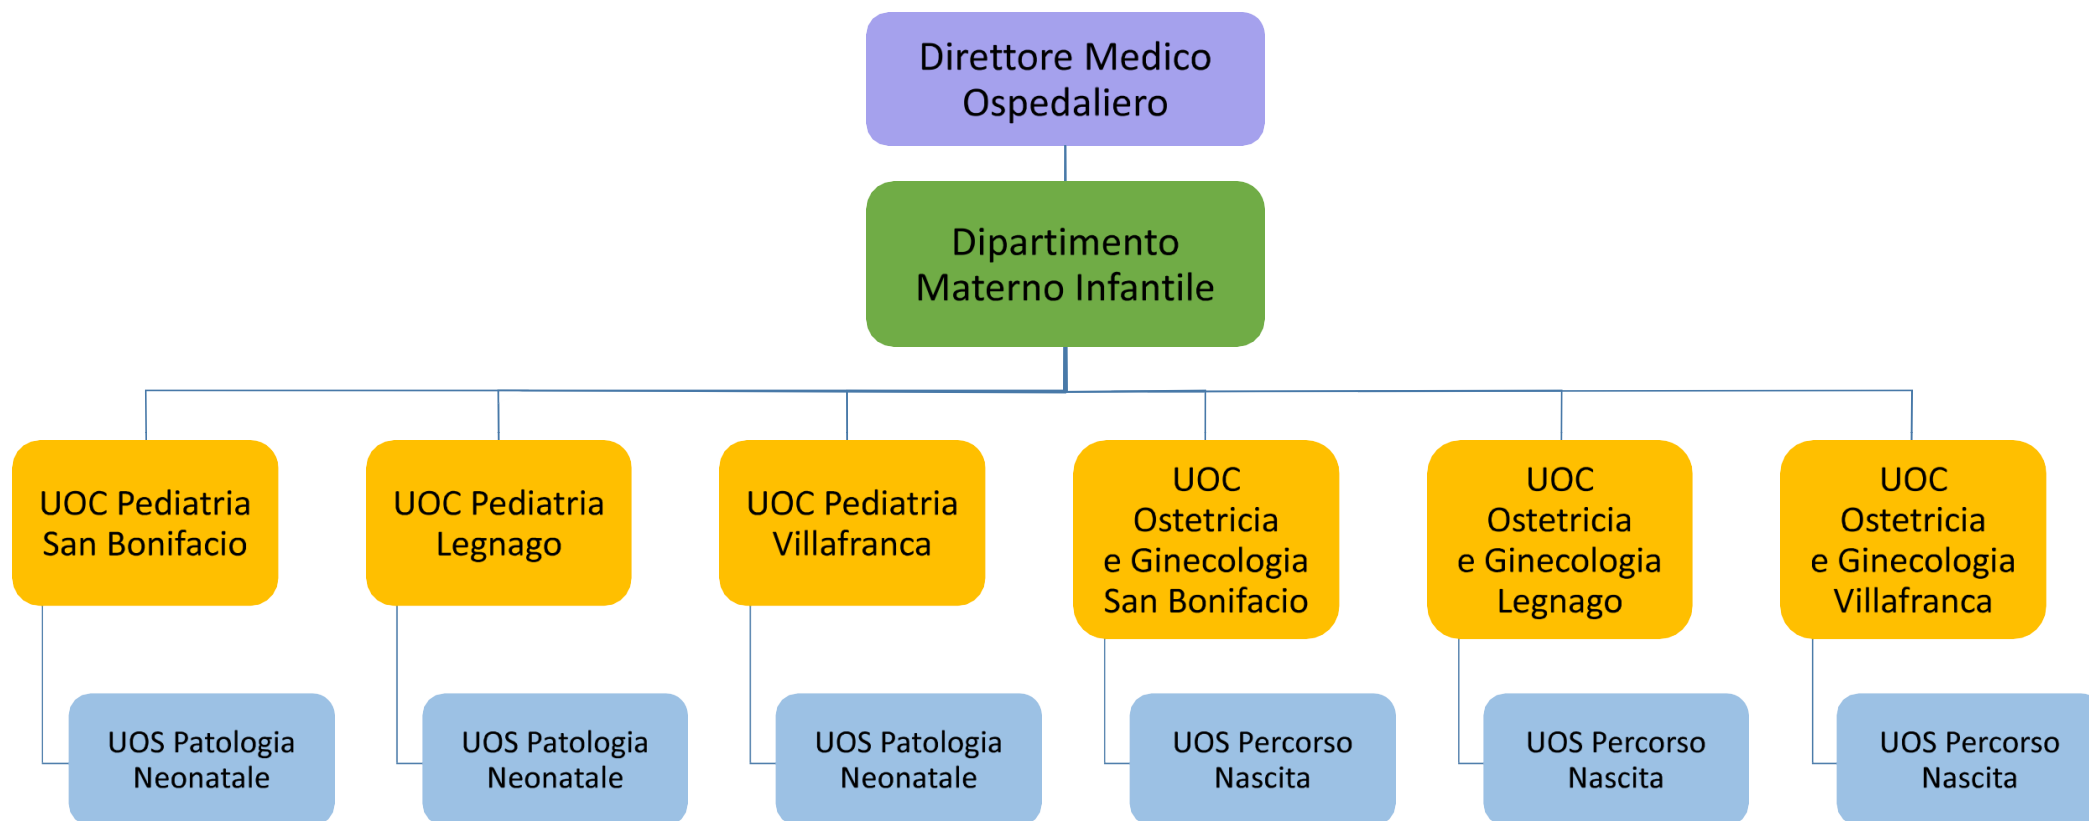 Direttore Medico
Ospedaliero
Dipartimento
Materno Infantile
UOC Pediatria
San Bonifacio
UOC Pediatria
Legnago
UOC Pediatria
Villafranca
UOC
Ostetricia
e Ginecologia
San Bonifacio
UOC
Ostetricia
e Ginecologia
Legnago
UOC
Ostetricia
e Ginecologia
Villafranca
UOS Patologia
Neonatale
UOS Patologia
Neonatale
UOS Patologia
Neonatale
UOS Percorso
Nascita
UOS Percorso
Nascita
UOS Percorso
Nascita